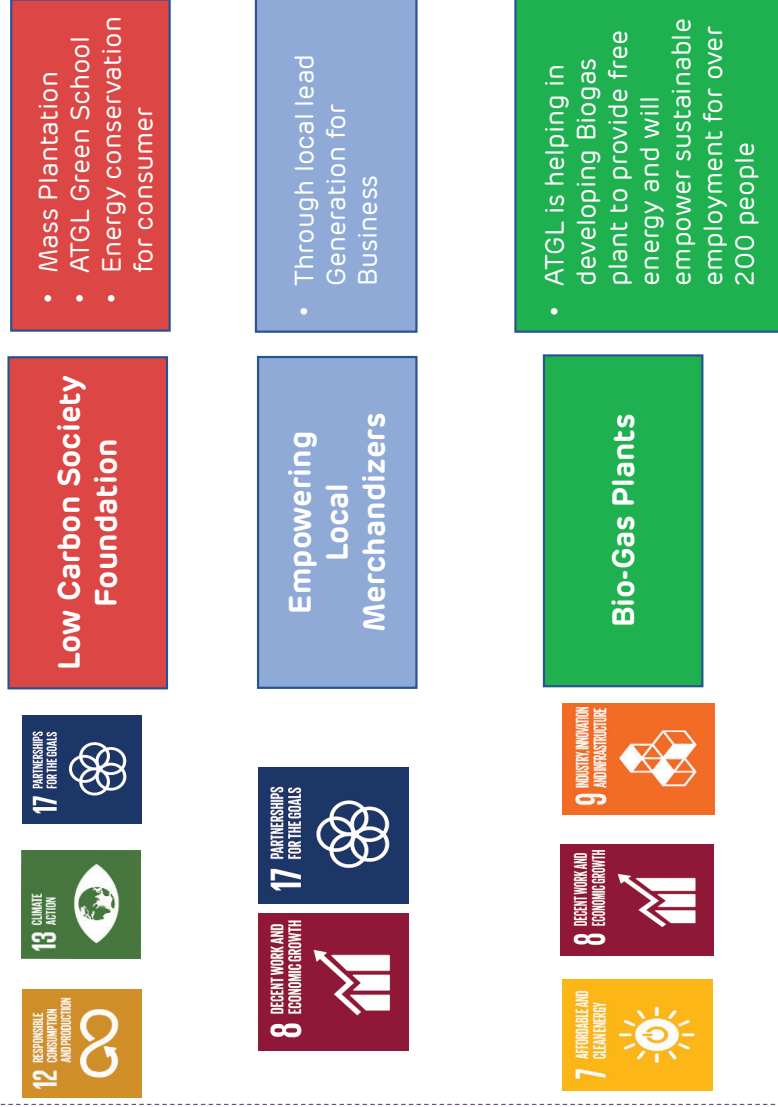 12 RESPONSIBLE
CONSUMPTION
AND PRODUCTION
13 CLIMATE
ACTION
17 PARTNERSHIPS
FOR THE GOALS
Low Carbon Society
Foundation
• Mass Plantation
• ATGL Green School
• Energy conservation
for consumer
8 DECENT WORK AND
ECONOMIC GROWTH
17 PARTNERSHIPS
FOR THE GOALS
Empowering
Local
Merchandizers
• Through local lead
Generation for
Business
7 AFFORDABLE AND
CLEAN ENERGY
8 DECENT WORK AND
ECONOMIC GROWTH
9 INDUSTRY, INNOVATION
AND INFRASTRUCTURE
Bio-Gas Plants
• ATGL is helping in
developing Biogas
plant to provide free
energy and will
empower sustainable
employment for over
200 people